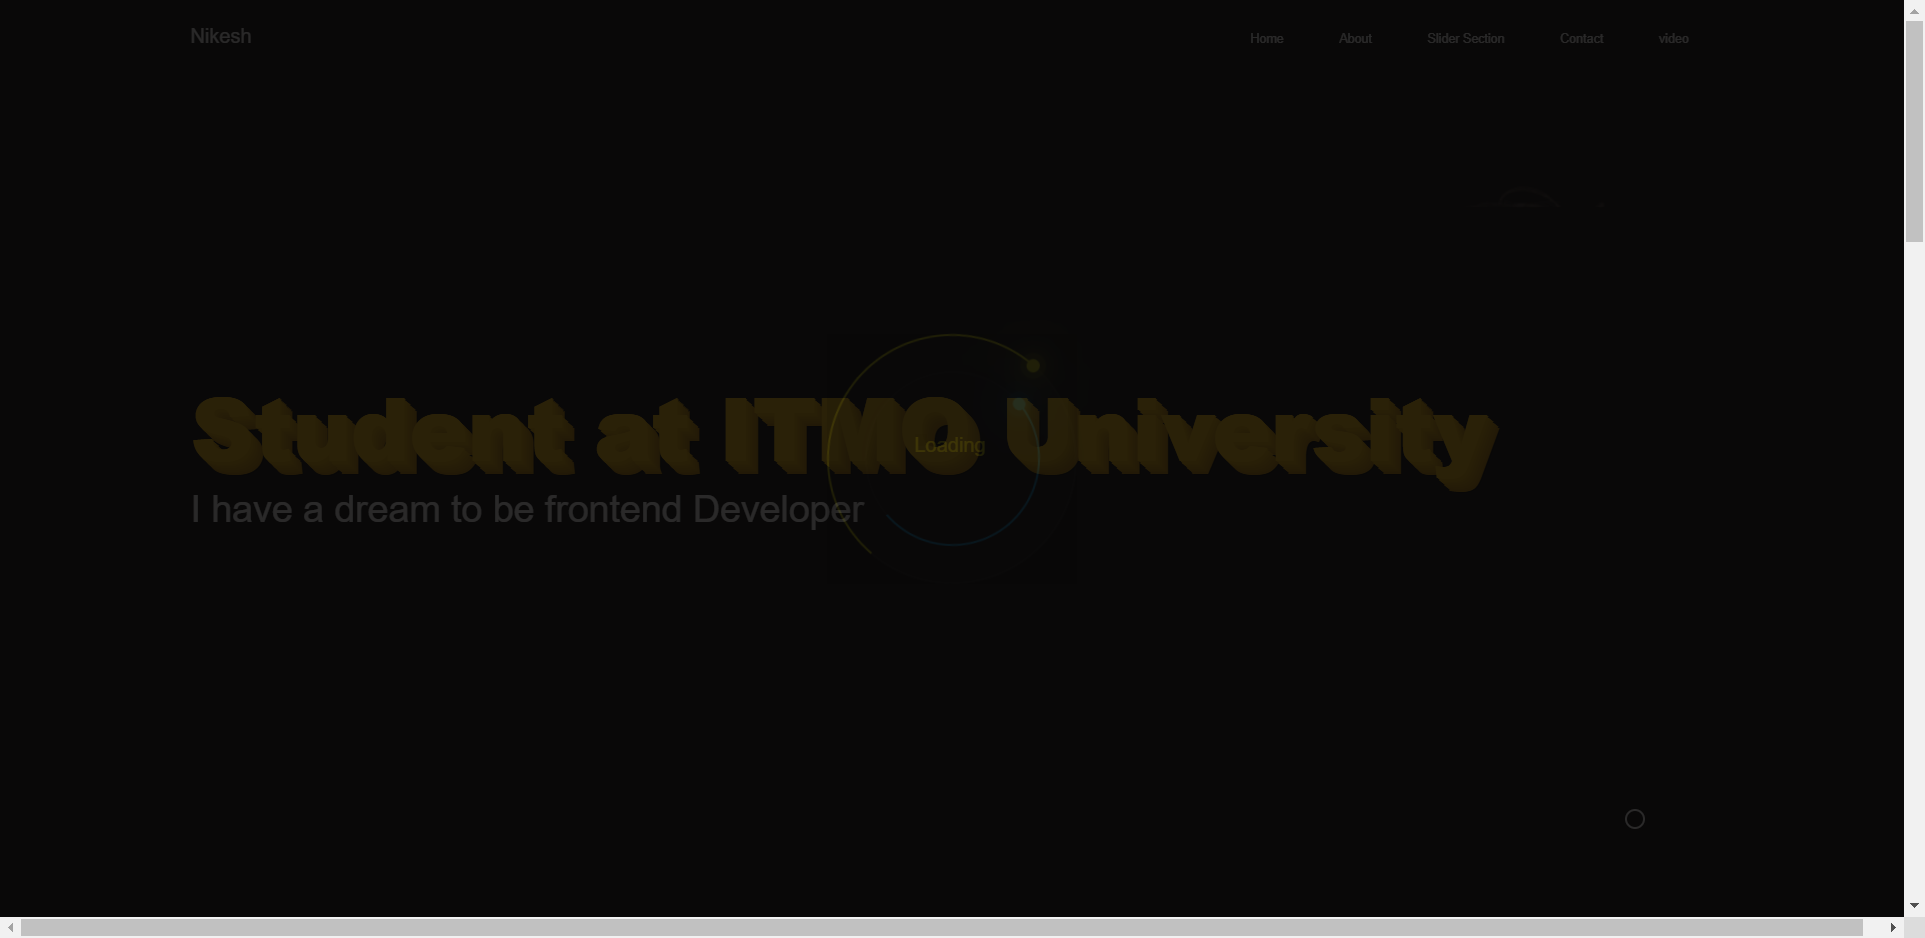 Nikesh
Home About Slider Section Contact video
Student at ITMO University
Loading
I have a dream to be frontend Developer